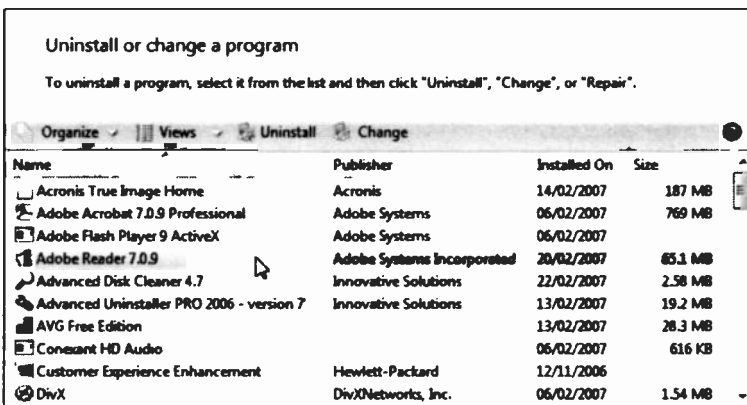 Uninstall or change a program
To uninstall a program, select it from the list and then click "Uninstall", "Change", or "Repair".
Organize Views Uninstall Change
Name Publisher Installed On Size
Acronis True Image Home Acronis 14/02/2007 187 MB
Adobe Acrobat 7.0.9 Professional Adobe Systems 06/02/2007 769 MB
Adobe Flash Player 9 ActiveX Adobe Systems 06/02/2007
Adobe Reader 7.0.9 Adobe Systems Incorporated 20/02/2007 65.1 MB
Advanced Disk Cleaner 4.7 Innovative Solutions 22/02/2007 2.58 MB
Advanced Uninstaller PRO 2006 - version 7 Innovative Solutions 13/02/2007 19.2 MB
AVG Free Edition 13/02/2007 28.3 MB
Conexant HD Audio 06/02/2007 616 KB
Customer Experience Enhancement Hewlett-Packard 12/11/2006
DivX DivXNetworks, Inc. 06/02/2007 1.54 MB